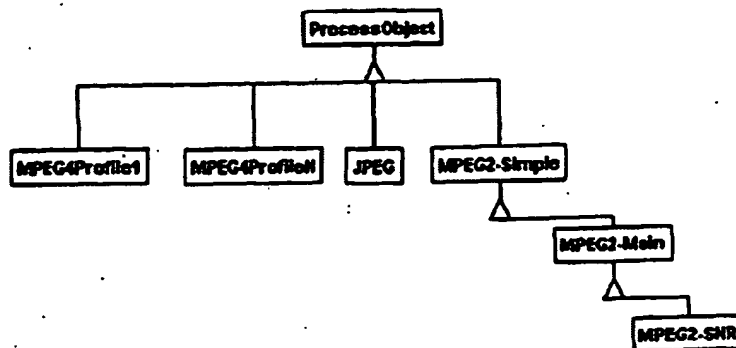 ProcessObject
MPEG4Profile1
MPEG4ProfileN
JPEG
MPEG2-Simple
MPEG2-Main
MPEG2-SNR